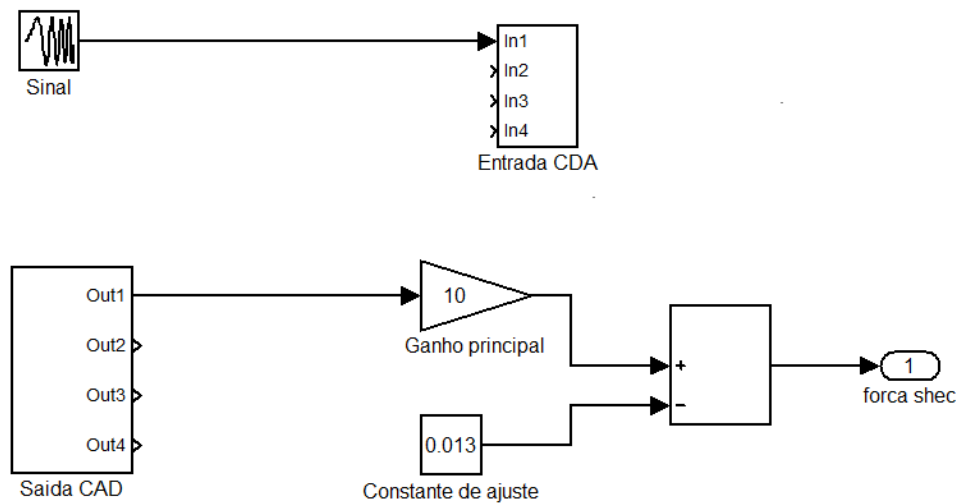 In1
Sinal
In2
In3
In4
Entrada CDA
Out1
10
Out2
Ganho principal
+
1
Out3
−
forca shec
Out4
0.013
Saida CAD
Constante de ajuste